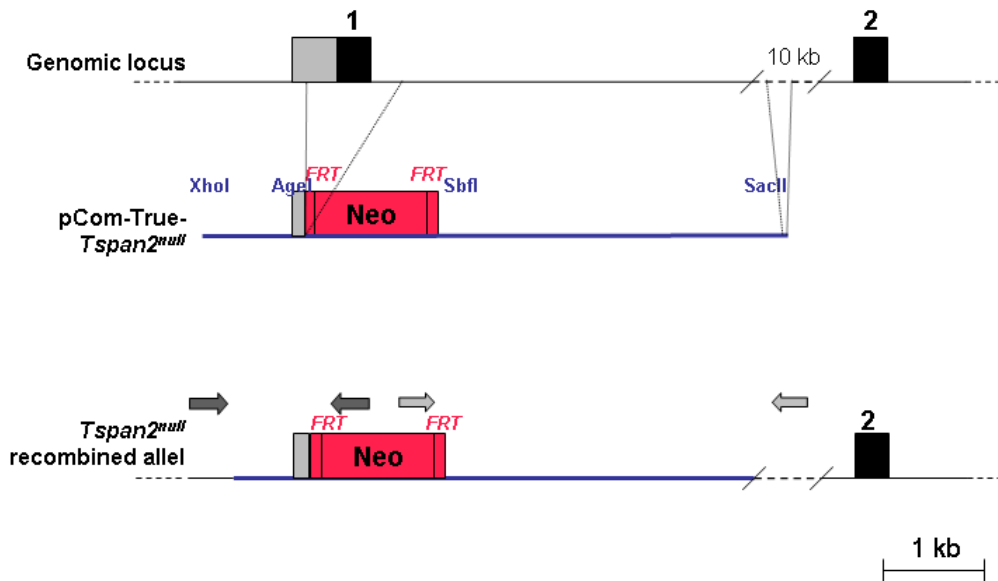 1
2
Genomic locus
10 kb
FRT
FRT
XhoI
AgeI
SbfI
SacII
Neo
pCom-True-
Tspan2null
Tspan2null
recombined allel
FRT
FRT
2
Neo
1 kb